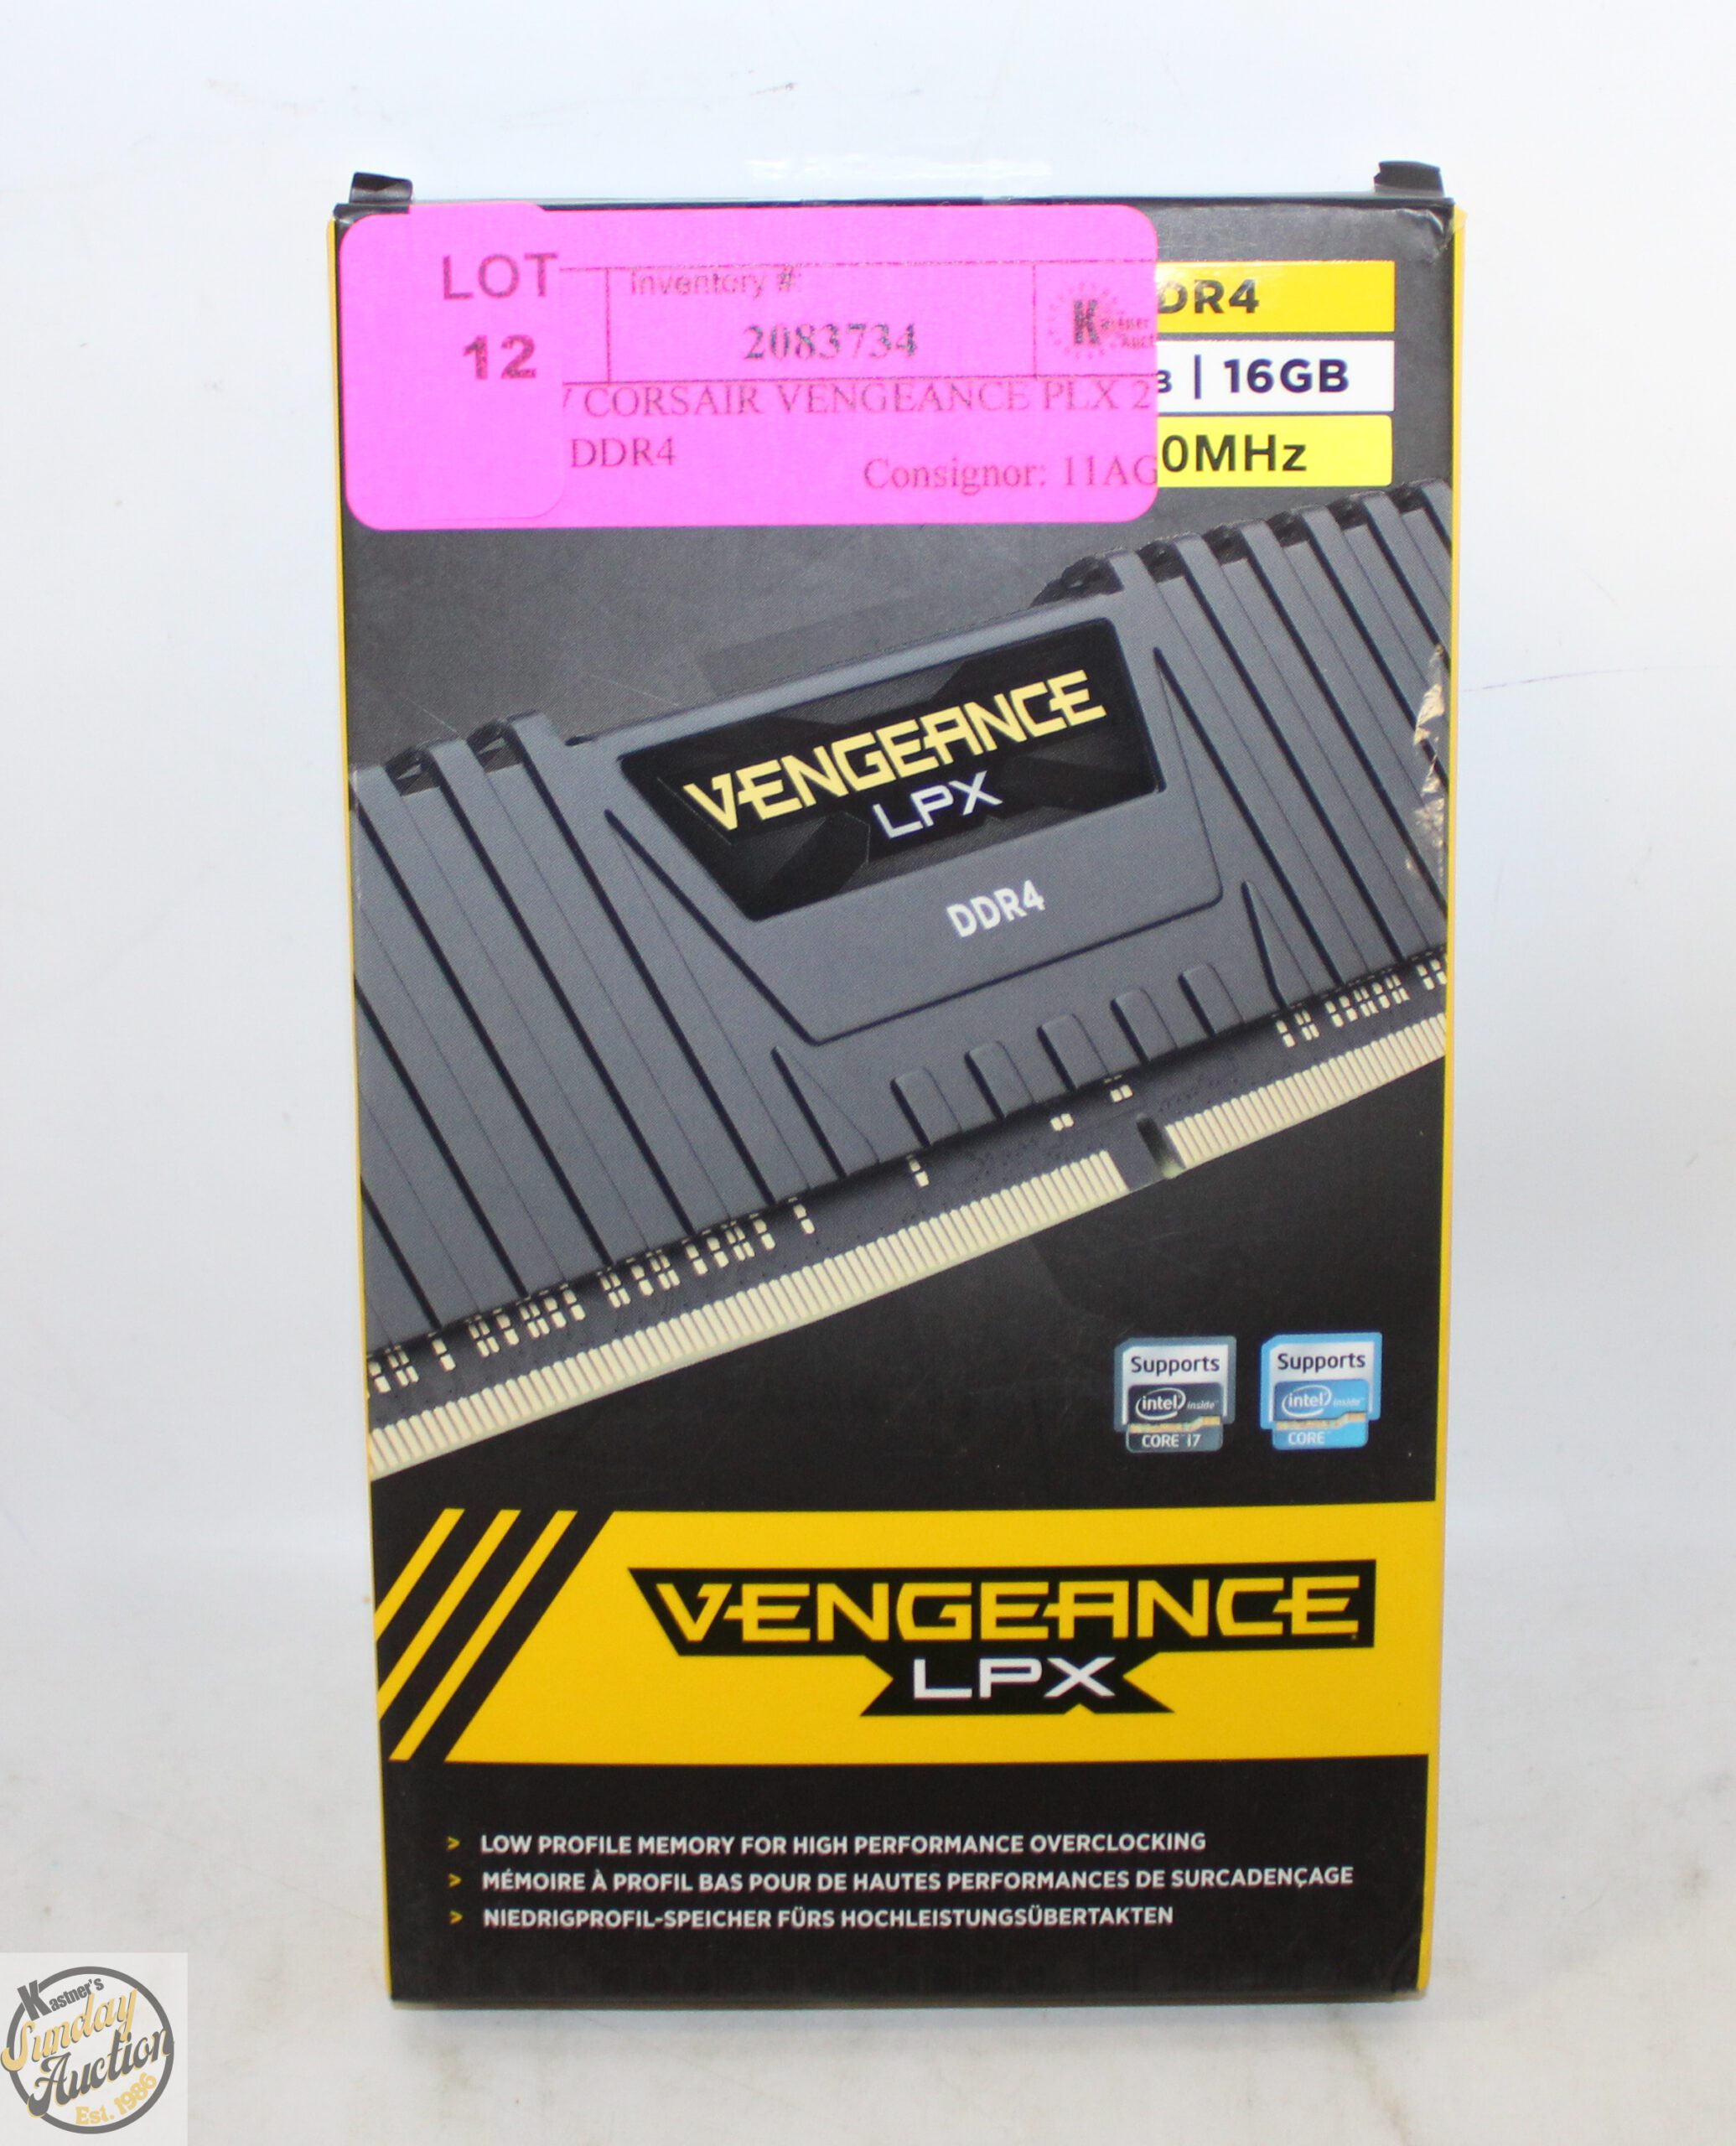 LOT
12
Inventory #:
2083734
K
CORSAIR VENGEANCE PLX 2
DDR4
Consignor: 11AG
DR4
B | 16GB
0MHz
VENGEANCE
LPX
DDR4
Supports
intel inside
CORE i7
Supports
intel inside
CORE
VENGEANCE
LPX
> LOW PROFILE MEMORY FOR HIGH PERFORMANCE OVERCLOCKING
> MÉMOIRE À PROFIL BAS POUR DE HAUTES PERFORMANCES DE SURCADENÇAGE
> NIEDRIGPROFIL-SPEICHER FÜRS HOCHLEISTUNGSÜBERTAKTEN
Kastner's
Sunday
Auction
Est. 1986